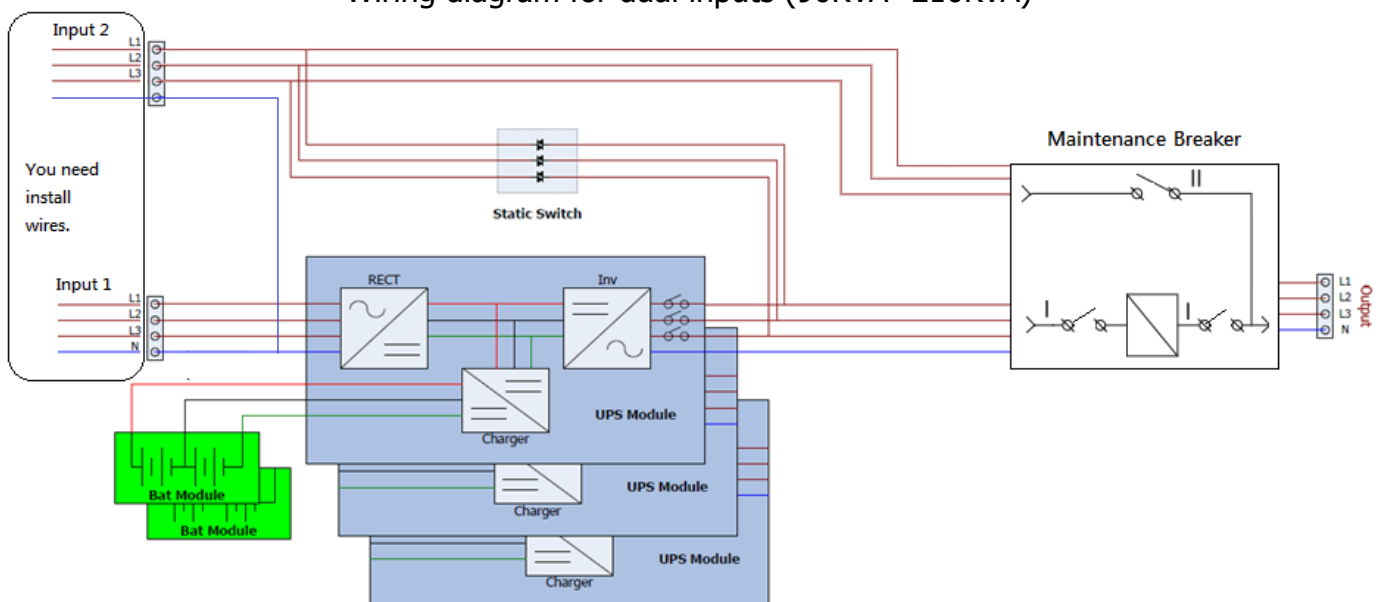 Input 2
L1
L2
L3
You need
install
wires.
Static Switch
Maintenance Breaker
II
I
I
Input 1
L1
L2
L3
N
RECT
Inv
Charger
UPS Module
Charger
UPS Module
Charger
UPS Module
Bat Module
Bat Module
L1
L2
L3
N
Output